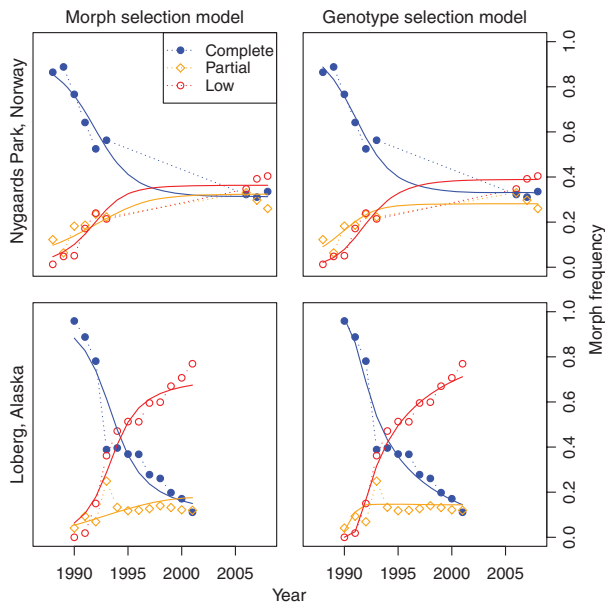 Morph selection model
Genotype selection model
Complete
Partial
Low
Nygaards Park, Norway
0.0 0.2 0.4 0.6 0.8 1.0
Morph frequency
Loberg, Alaska
0.0 0.2 0.4 0.6 0.8 1.0
1990 1995 2000 2005
1990 1995 2000 2005
Year